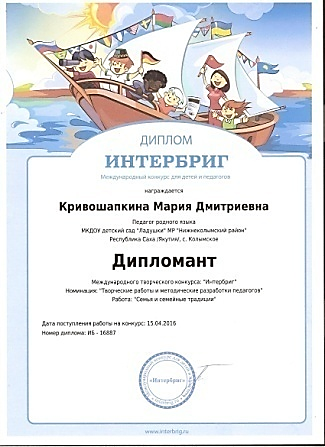 ДИПЛОМ
ИНТЕРБРИГ
Международный конкурс для детей и педагогов
награждается
Кривошапкина Мария Дмитриевна
Педагог родного языка
МКДОУ детский сад "Ладушки" МР "Нижнеколымский район"
Республика Саха /Якутия/, с. Колымское
Дипломант
Международного творческого конкурса: "Интербриг"
Номинация: "Творческие работы и методические разработки педагогов"
Работа: "Семья и семейные традиции"
Дата поступления работы на конкурс: 15.04.2016
Номер диплома: ИБ - 16887
«Интербриг»
www.interbrig.ru